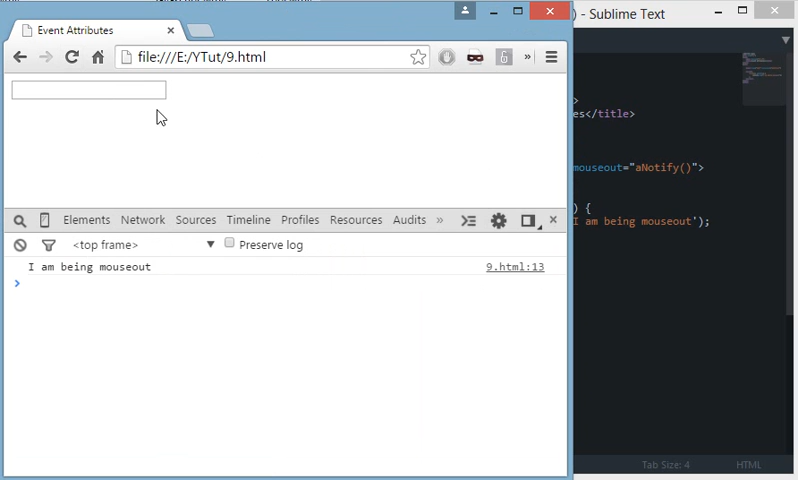 ) - Sublime Text
Event Attributes
file:///E:/YTut/9.html
>
es</title>
mouseout="aNotify()">
) {
I am being mouseout');
Elements Network Sources Timeline Profiles Resources Audits »
<top frame> ▼ Preserve log
I am being mouseout 9.html:13
>
Tab Size: 4 HTML